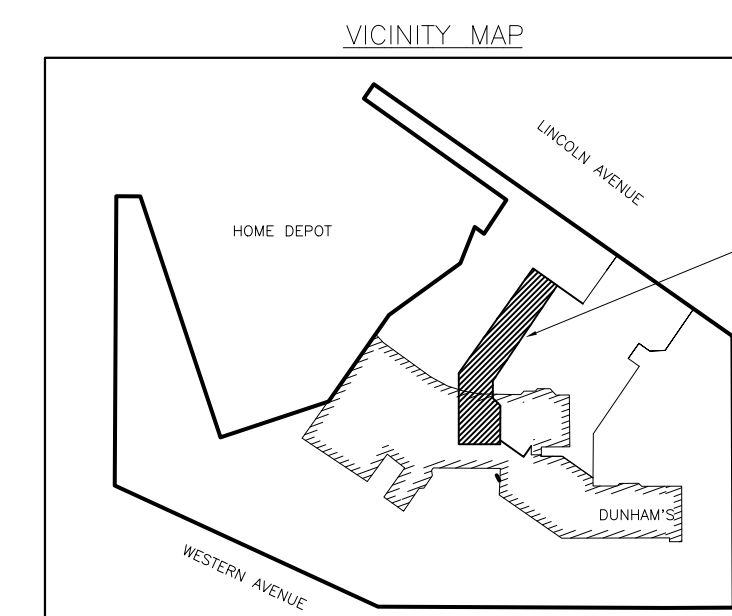 VICINITY MAP
LINCOLN AVENUE
HOME DEPOT
DUNHAM'S
WESTERN AVENUE